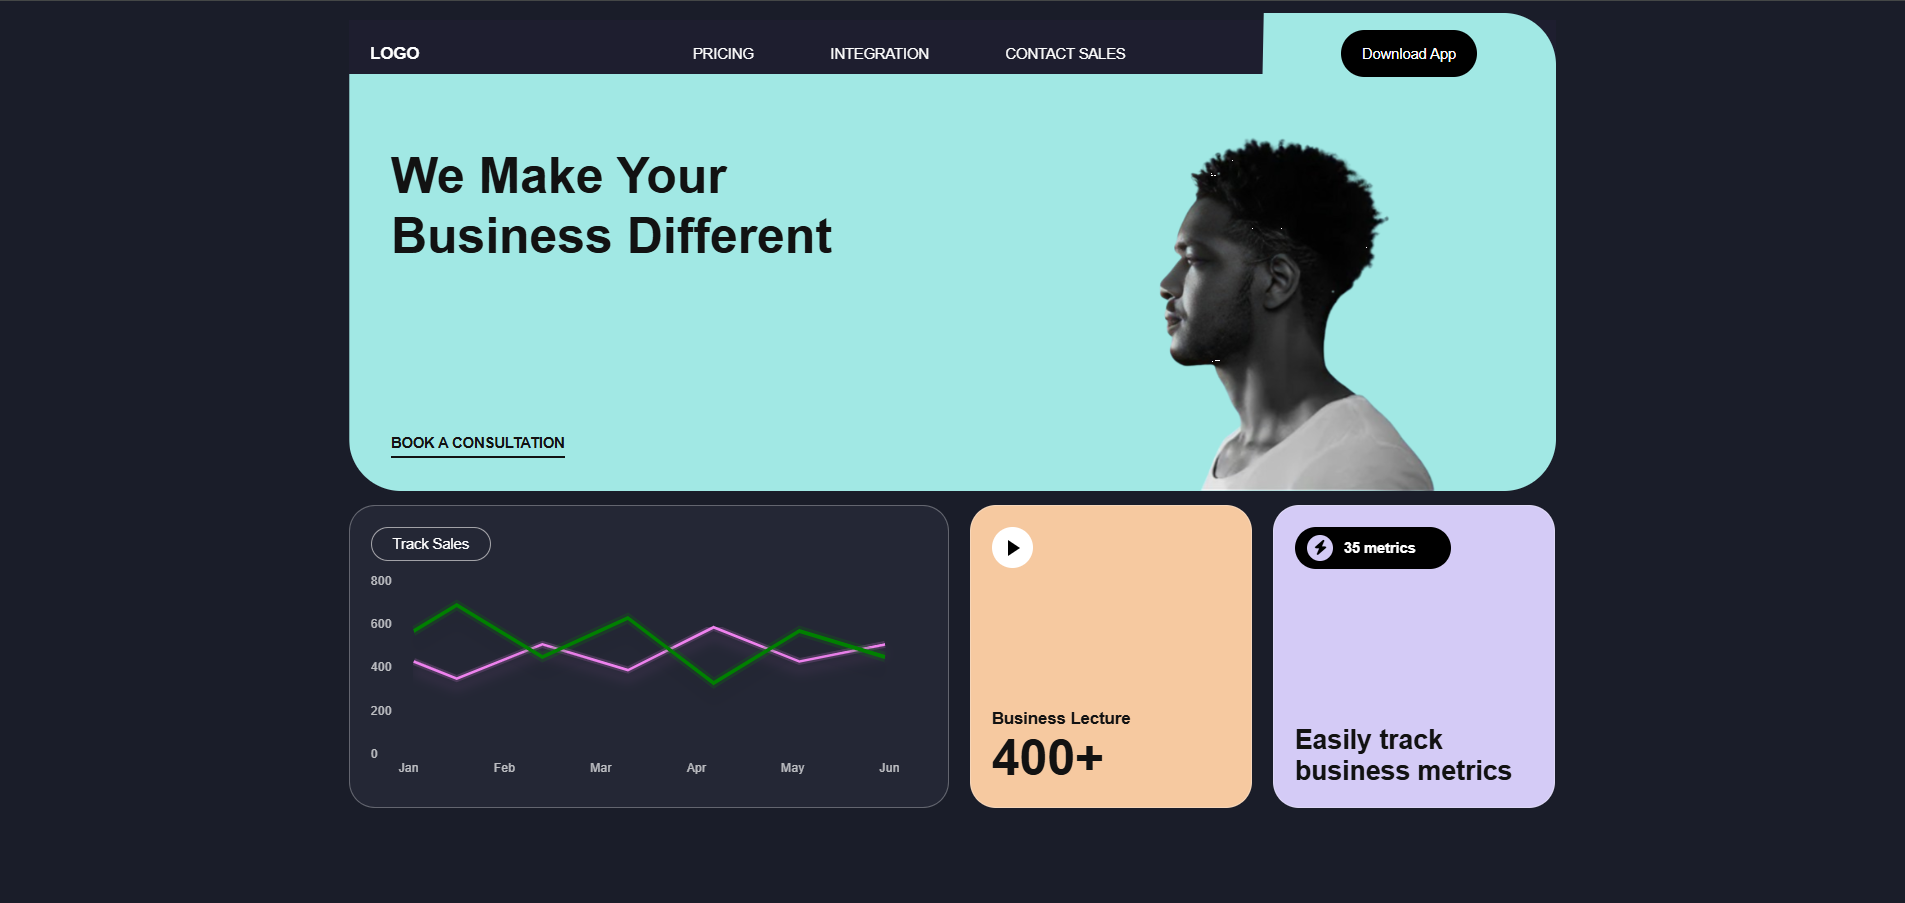 LOGO
PRICING
INTEGRATION
CONTACT SALES
Download App
We Make Your
Business Different
BOOK A CONSULTATION
Track Sales
800
600
400
200
0
Jan
Feb
Mar
Apr
May
Jun
Business Lecture
400+
35 metrics
Easily track
business metrics